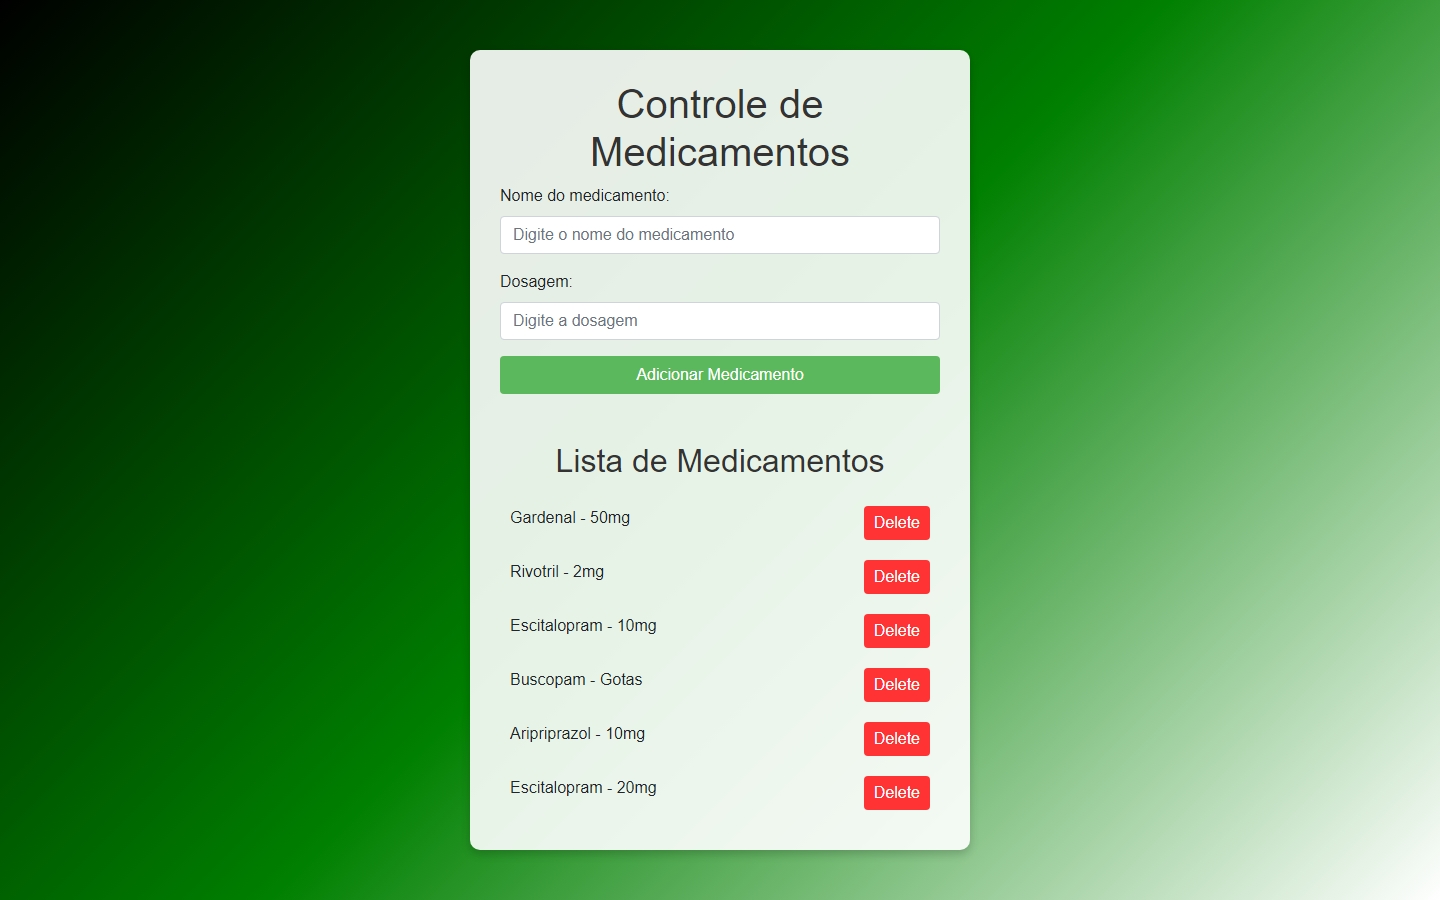 Controle de
Medicamentos
Nome do medicamento:
Digite o nome do medicamento
Dosagem:
Digite a dosagem
Adicionar Medicamento
Lista de Medicamentos
Gardenal - 50mg Delete
Rivotril - 2mg Delete
Escitalopram - 10mg Delete
Buscopam - Gotas Delete
Aripriprazol - 10mg Delete
Escitalopram - 20mg Delete